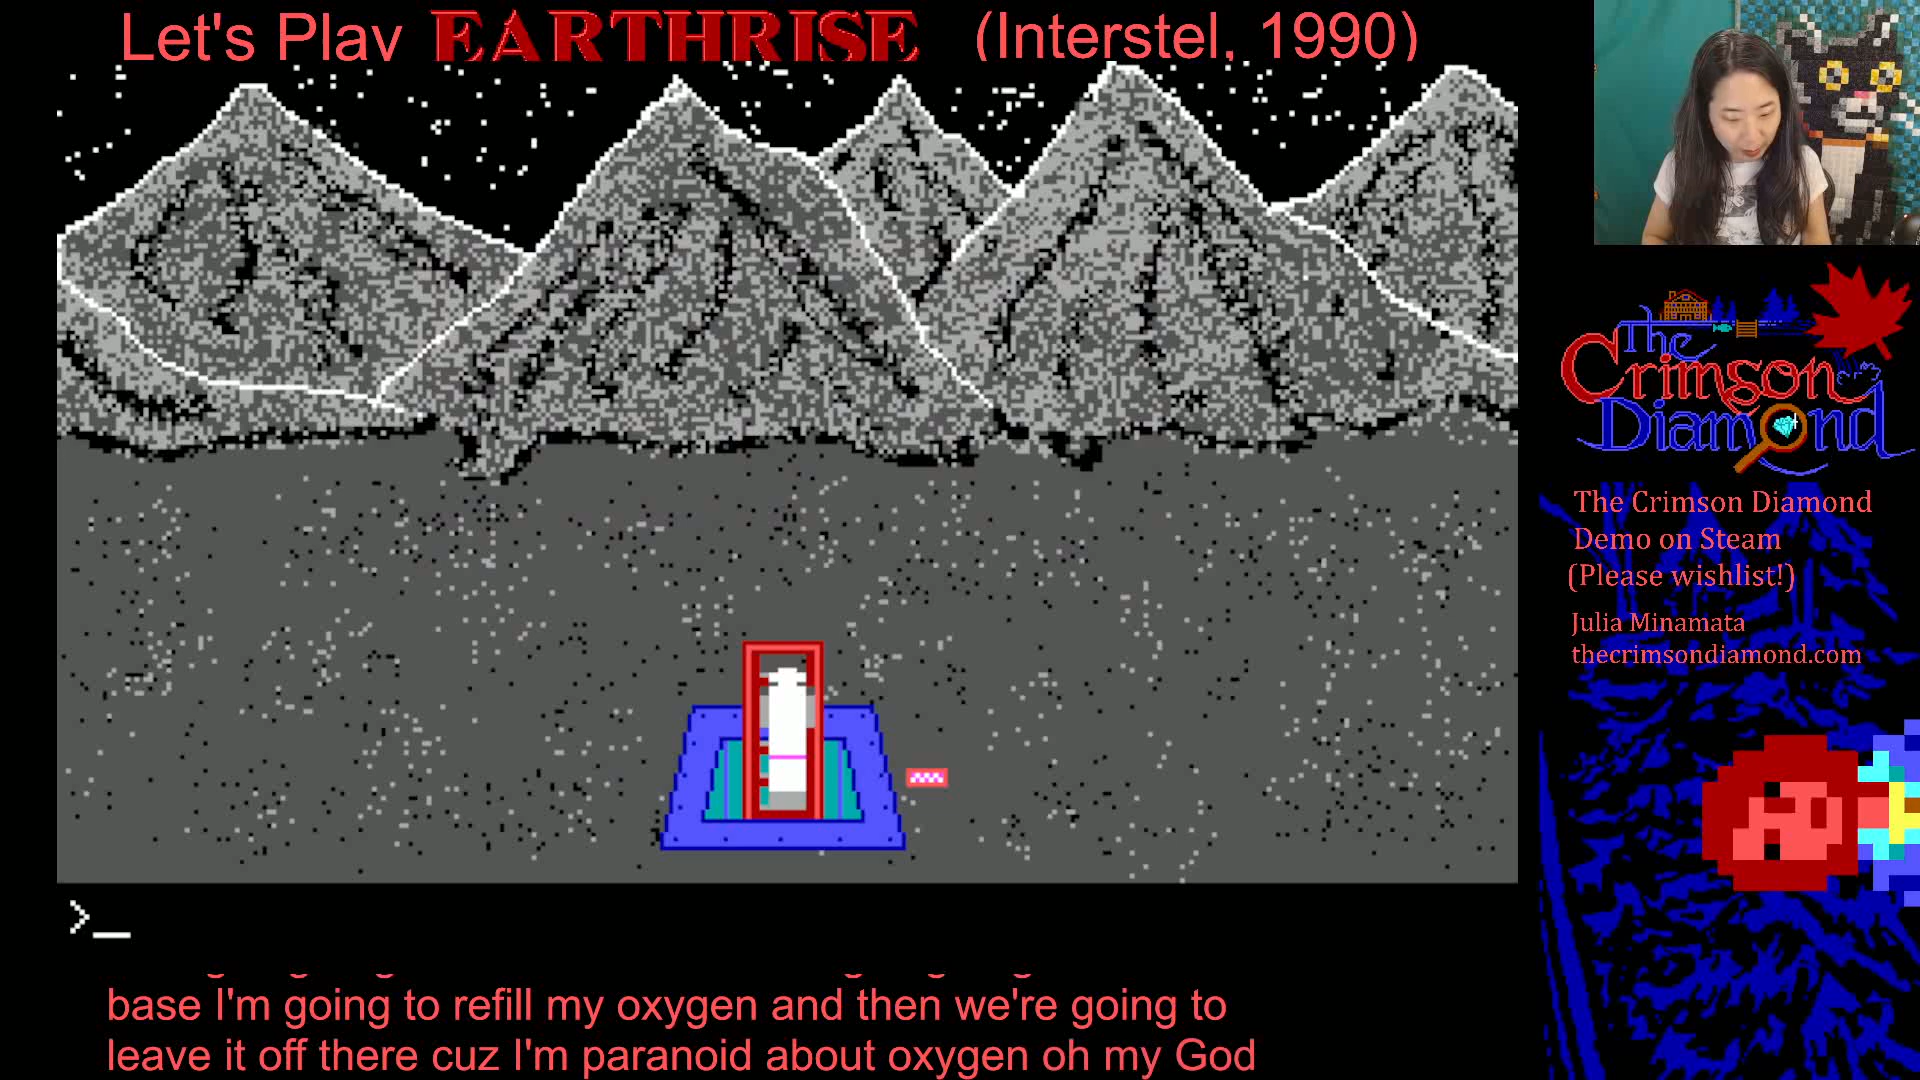 Let's Play EARTHRISE (Interstel, 1990)
The
Crimson
Diamond
The Crimson Diamond
Demo on Steam
(Please wishlist!)
Julia Minamata
thecrimsondiamond.com
>_
base I'm going to refill my oxygen and then we're going to
leave it off there cuz I'm paranoid about oxygen oh my God